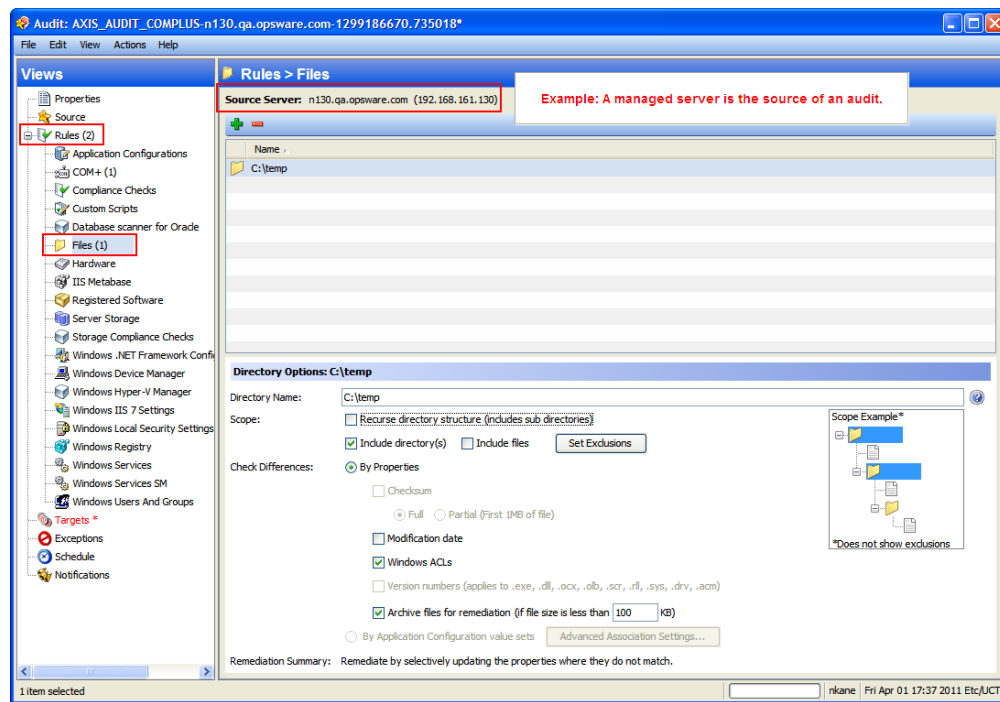 Audit: AXIS_AUDIT_COMPLUS-n130.qa.opsware.com-1299186670.735018*
File Edit View Actions Help
Views
Properties
Source
Rules (2)
Application Configurations
COM+ (1)
Compliance Checks
Custom Scripts
Database scanner for Oracle
Files (1)
Hardware
IIS Metabase
Registered Software
Server Storage
Storage Compliance Checks
Windows .NET Framework Confi
Windows Device Manager
Windows Hyper-V Manager
Windows IIS 7 Settings
Windows Local Security Settings
Windows Registry
Windows Services
Windows Services SM
Windows Users And Groups
Targets *
Exceptions
Schedule
Notifications
Rules > Files
Source Server: n130.qa.opsware.com (192.168.161.130)
Example: A managed server is the source of an audit.
Name
C:\temp
Directory Options: C:\temp
Directory Name: C:\temp
Scope: Recurse directory structure (includes sub directories)
Include directory(s) Include files Set Exclusions
Scope Example*
*Does not show exclusions
Check Differences: By Properties
Checksum
Full Partial (First 1MB of file)
Modification date
Windows ACLs
Version numbers (applies to .exe, .dll, .ocx, .olb, .scr, .rll, .sys, .drv, .acm)
Archive files for remediation (if file size is less than 100 KB)
By Application Configuration value sets Advanced Association Settings...
Remediation Summary: Remediate by selectively updating the properties where they do not match.
1 item selected
nkane Fri Apr 01 17:37 2011 Etc/UCT